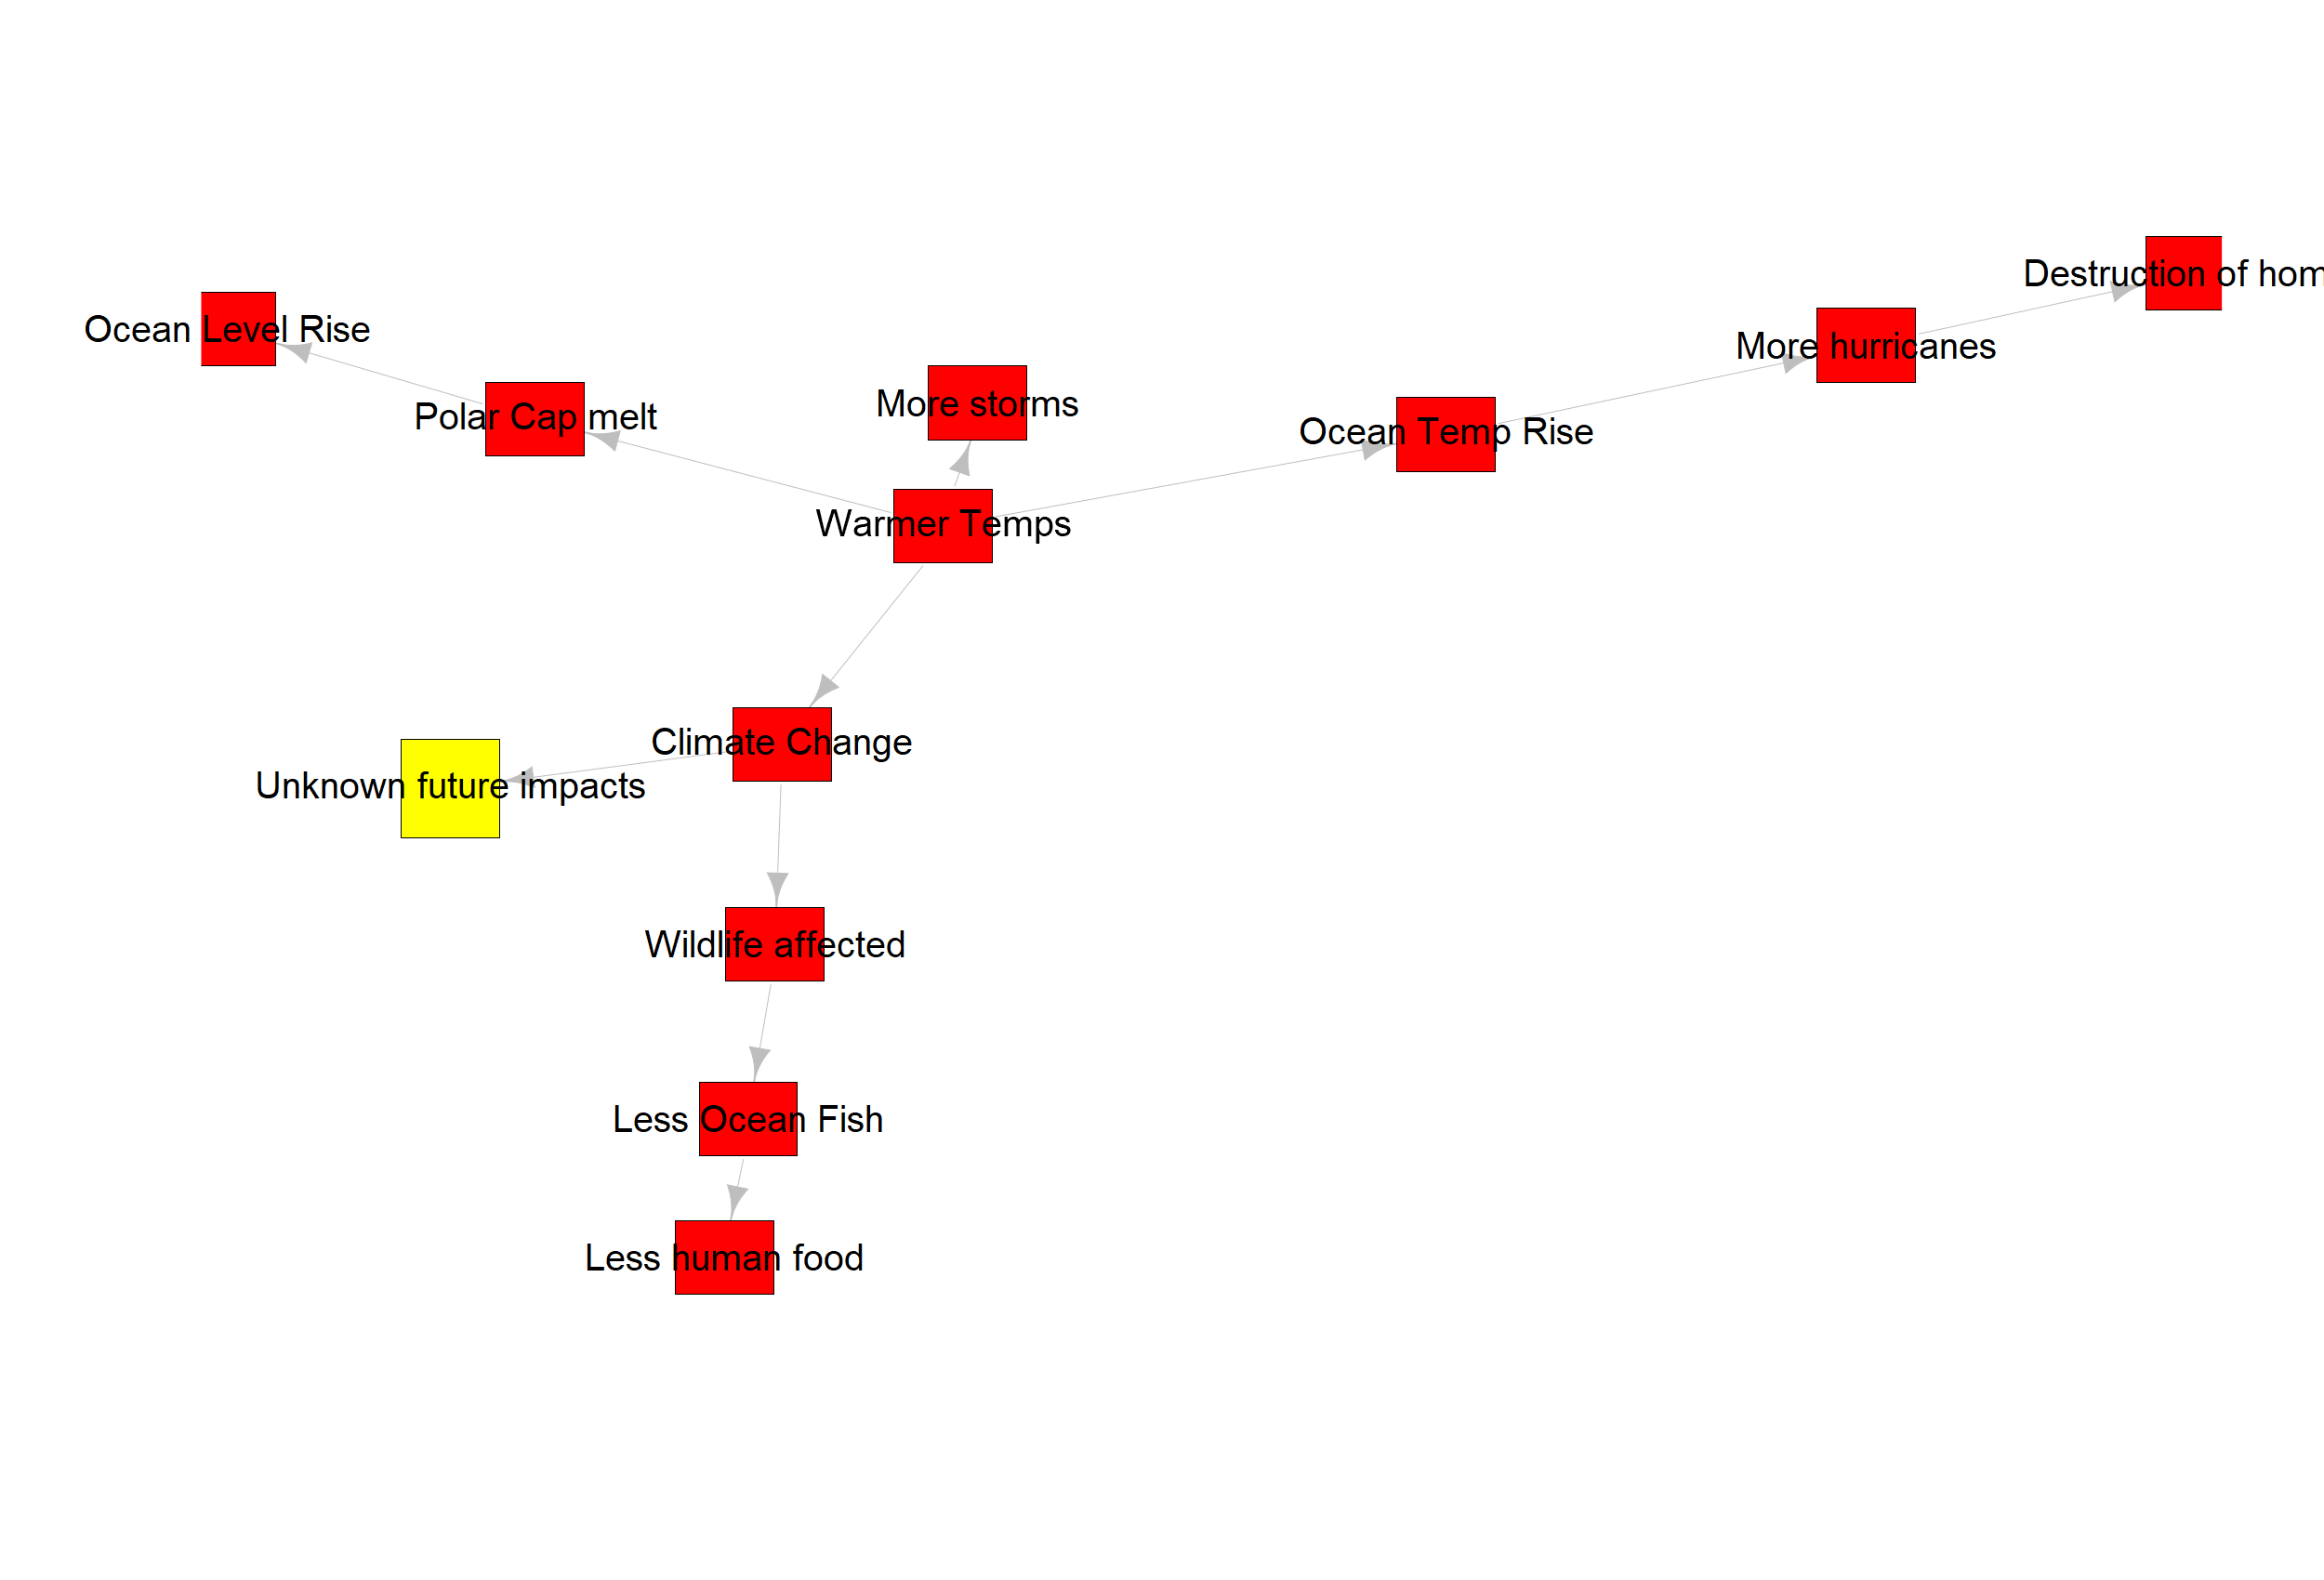 Destruction of hom
Ocean Level Rise
More hurricanes
More storms
Polar Cap melt
Ocean Temp Rise
Warmer Temps
Climate Change
Unknown future impacts
Wildlife affected
Less Ocean Fish
Less human food